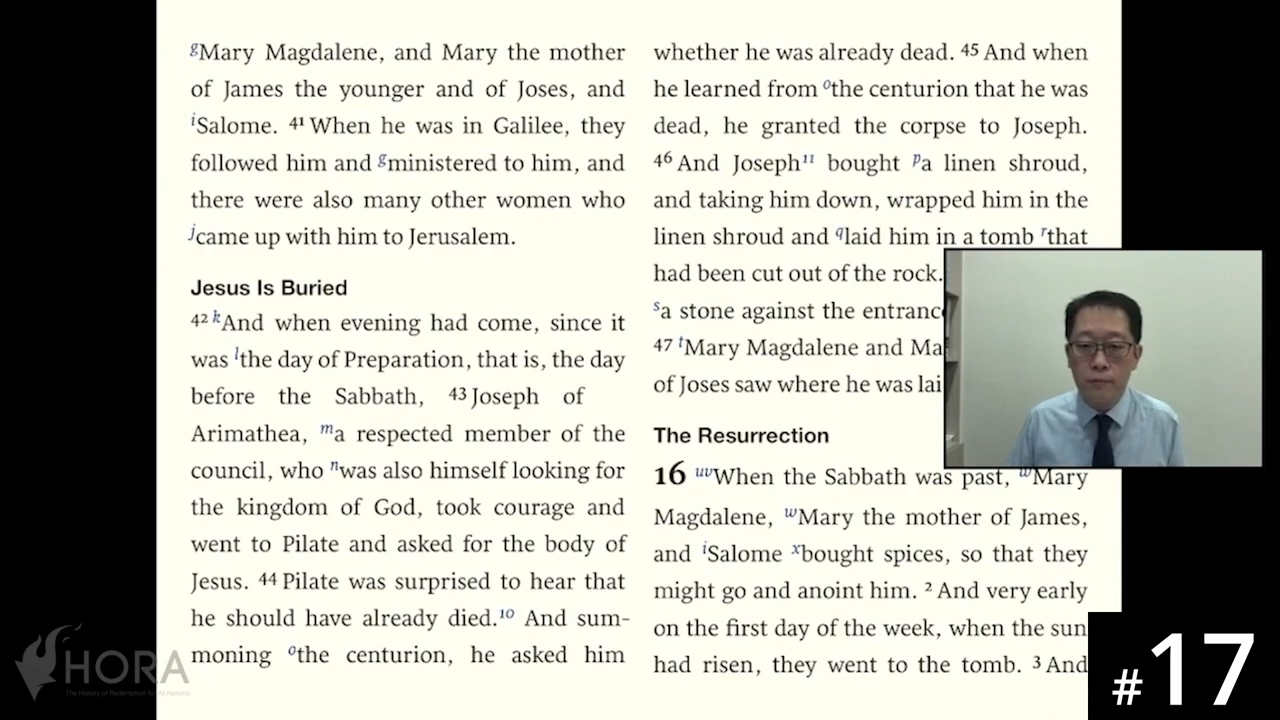 gMary Magdalene, and Mary the mother
of James the younger and of Joses, and
iSalome. 41 When he was in Galilee, they
followed him and gministered to him, and
there were also many other women who
jcame up with him to Jerusalem.
Jesus Is Buried
42 kAnd when evening had come, since it
was lthe day of Preparation, that is, the day
before the Sabbath, 43 Joseph of
Arimathea, ma respected member of the
council, who nwas also himself looking for
the kingdom of God, took courage and
went to Pilate and asked for the body of
Jesus. 44 Pilate was surprised to hear that
he should have already died.10 And sum-
moning othe centurion, he asked him
whether he was already dead. 45 And when
he learned from othe centurion that he was
dead, he granted the corpse to Joseph.
46 And Joseph11 bought pa linen shroud,
and taking him down, wrapped him in the
linen shroud and qlaid him in a tomb rthat
had been cut out of the rock.
sa stone against the entranc
47 tMary Magdalene and Ma
of Joses saw where he was lai
The Resurrection
16 uvWhen the Sabbath was past, wMary
Magdalene, wMary the mother of James,
and iSalome xbought spices, so that they
might go and anoint him. 2 And very early
on the first day of the week, when the sun
had risen, they went to the tomb. 3 And
HORA
The History of Redemption for All Nations
#17